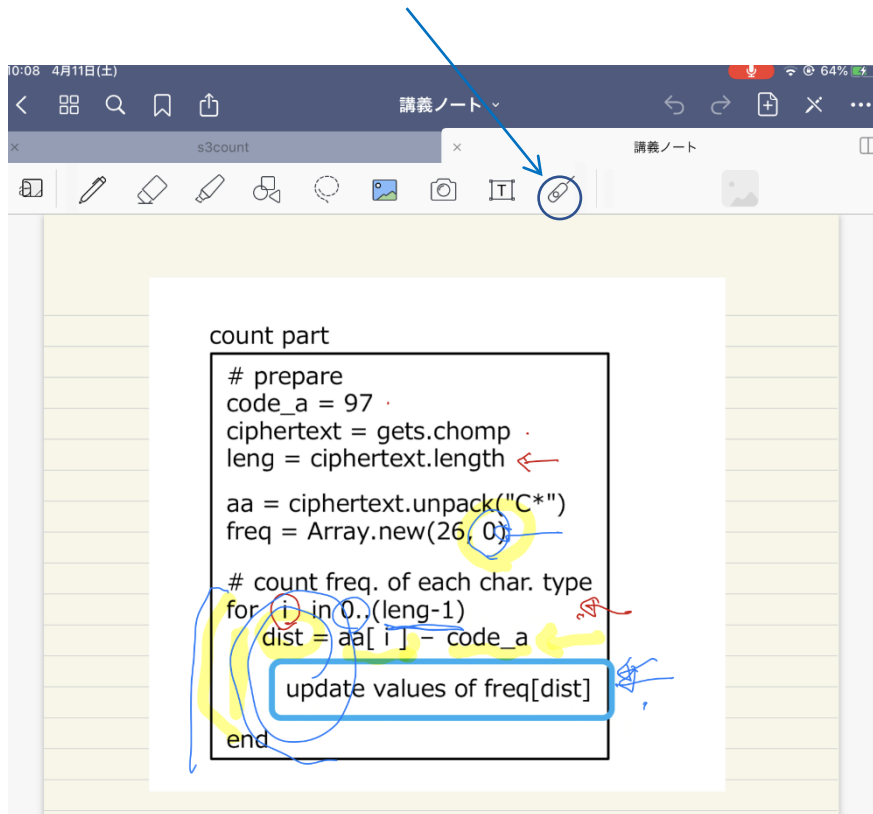 10:08 4月11日(土) 64%
講義ノート
s3count 講義ノート
T
count part
# prepare
code_a = 97
ciphertext = gets.chomp
leng = ciphertext.length
aa = ciphertext.unpack("C*")
freq = Array.new(26, 0)
# count freq. of each char. type
for i in 0..(leng-1)
dist = aa[ i ] – code_a
update values of freq[dist]
end